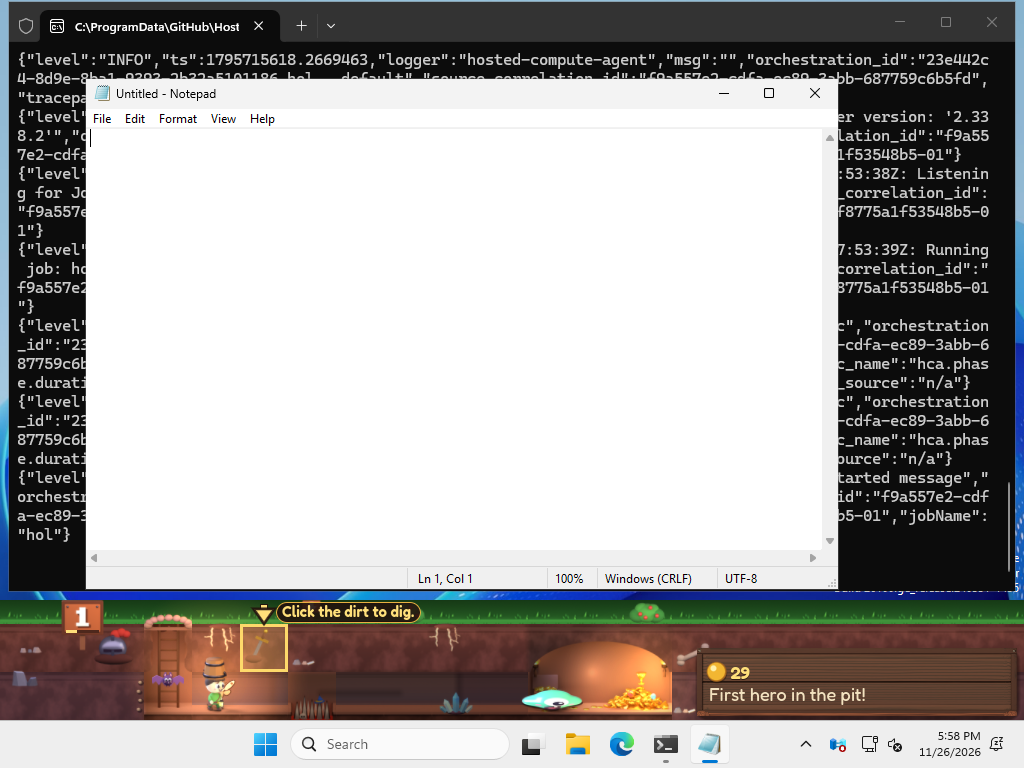 C:\ProgramData\GitHub\Host
{"level":"INFO","ts":1795715618.2669463,"logger":"hosted-compute-agent","msg":"","orchestration_id":"23e442c
"tracepa
Untitled - Notepad
File Edit Format View Help
{"level" er version: '2.33
8.2'","o lation_id":"f9a55
7e2-cdfa 1f53548b5-01"}
{"level" :53:38Z: Listenin
g for Jo _correlation_id":
"f9a557e f8775a1f53548b5-0
1"}
{"level" 7:53:39Z: Running
job: ho correlation_id":"
f9a557e2 8775a1f53548b5-01
"}
{"level" c","orchestration
_id":"23 -cdfa-ec89-3abb-6
87759c6b c_name":"hca.phas
e.durati _source":"n/a"}
{"level" c","orchestration
_id":"23 -cdfa-ec89-3abb-6
87759c6b c_name":"hca.phas
e.durati ource":"n/a"}
{"level" tarted message","
orchestr id":"f9a557e2-cdf
a-ec89-3 b5-01","jobName":
"hol"}
Ln 1, Col 1 100% Windows (CRLF) UTF-8
1
Click the dirt to dig.
29
First hero in the pit!
Search
5:58 PM
11/26/2026